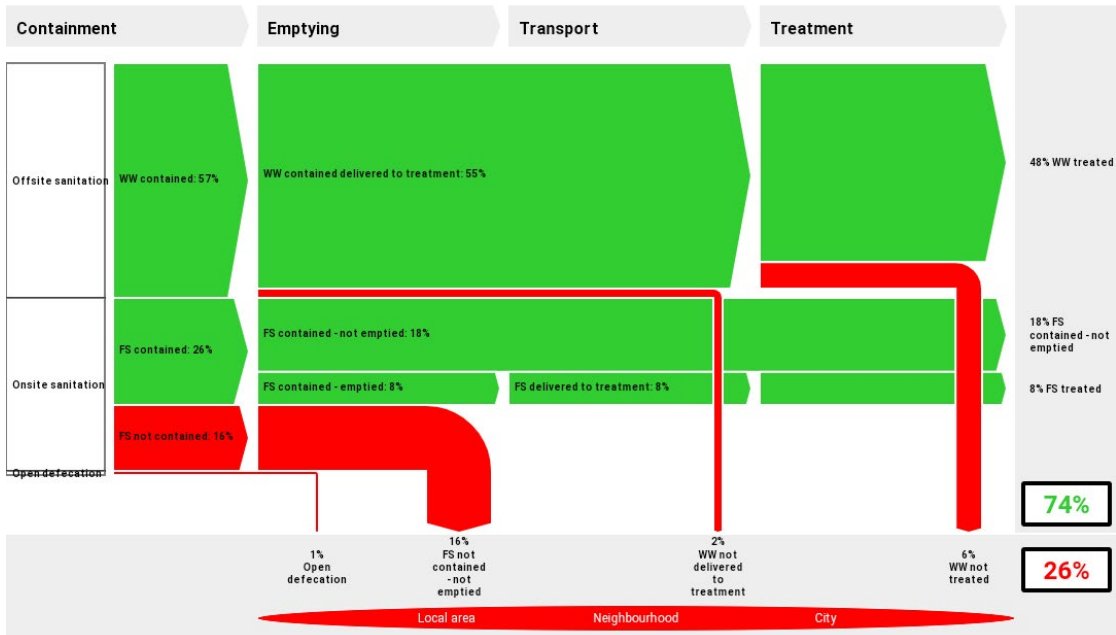 Containment
Emptying
Transport
Treatment
Offsite sanitation
WW contained: 57%
WW contained delivered to treatment: 55%
48% WW treated
FS contained: 26%
FS contained - not emptied: 18%
18% FS
contained - not
emptied
Onsite sanitation
FS contained - emptied: 8%
FS delivered to treatment: 8%
8% FS treated
FS not contained: 16%
Open defecation
74%
1%
Open
defecation
16%
FS not
contained
- not
emptied
2%
WW not
delivered
to
treatment
6%
WW not
treated
26%
Local area
Neighbourhood
City